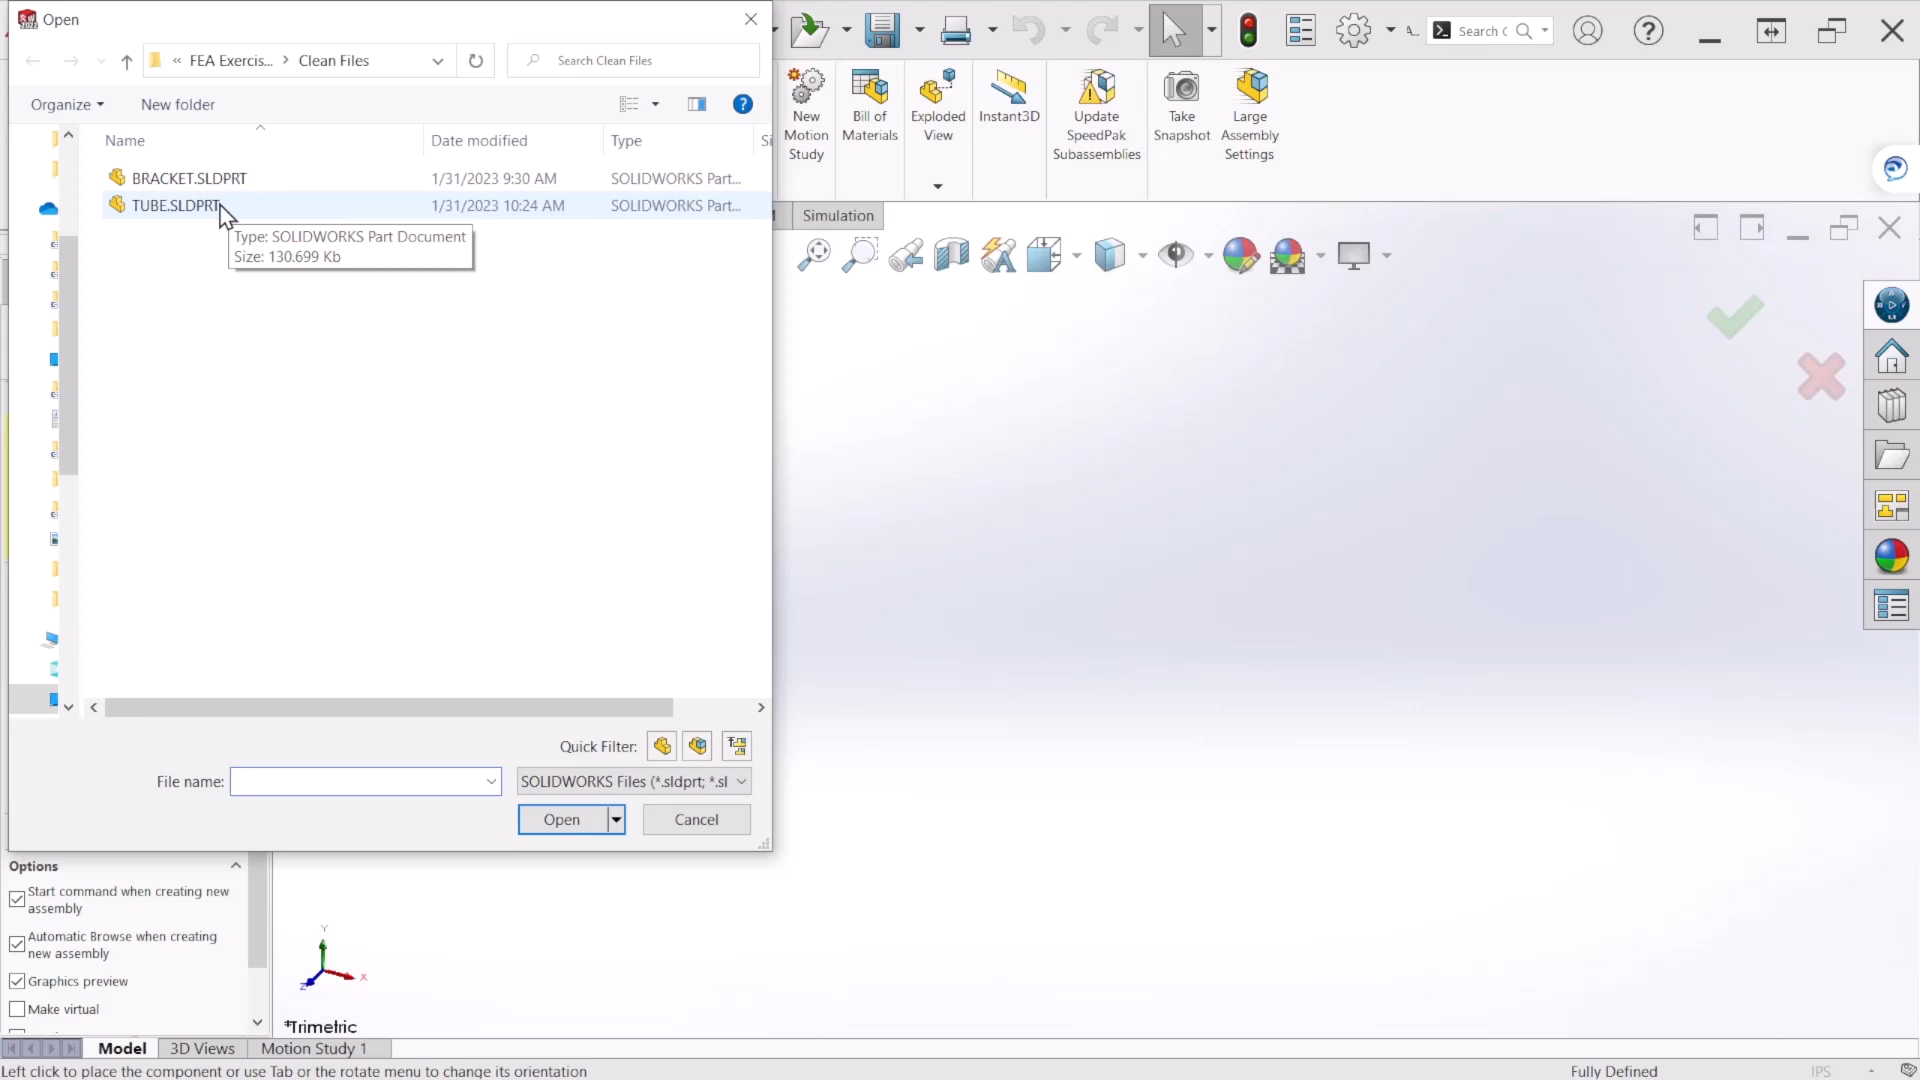 Open
« FEA Exercis... > Clean Files
Search Clean Files
Organize
New folder
Name
Date modified
Type
Si
BRACKET.SLDPRT
1/31/2023 9:30 AM
SOLIDWORKS Part...
TUBE.SLDPRT
1/31/2023 10:24 AM
SOLIDWORKS Part...
Type: SOLIDWORKS Part Document
Size: 130.699 Kb
Quick Filter:
File name:
SOLIDWORKS Files (*.sldprt; *.sl
Open
Cancel
A...
Search C
New
Motion
Study
Bill of
Materials
Exploded
View
Instant3D
Update
SpeedPak
Subassemblies
Take
Snapshot
Large
Assembly
Settings
Simulation
Options
Start command when creating new
assembly
Automatic Browse when creating
new assembly
Graphics preview
Make virtual
Y
X
Z
*Trimetric
Model
3D Views
Motion Study 1
Left click to place the component or use Tab or the rotate menu to change its orientation
Fully Defined
IPS